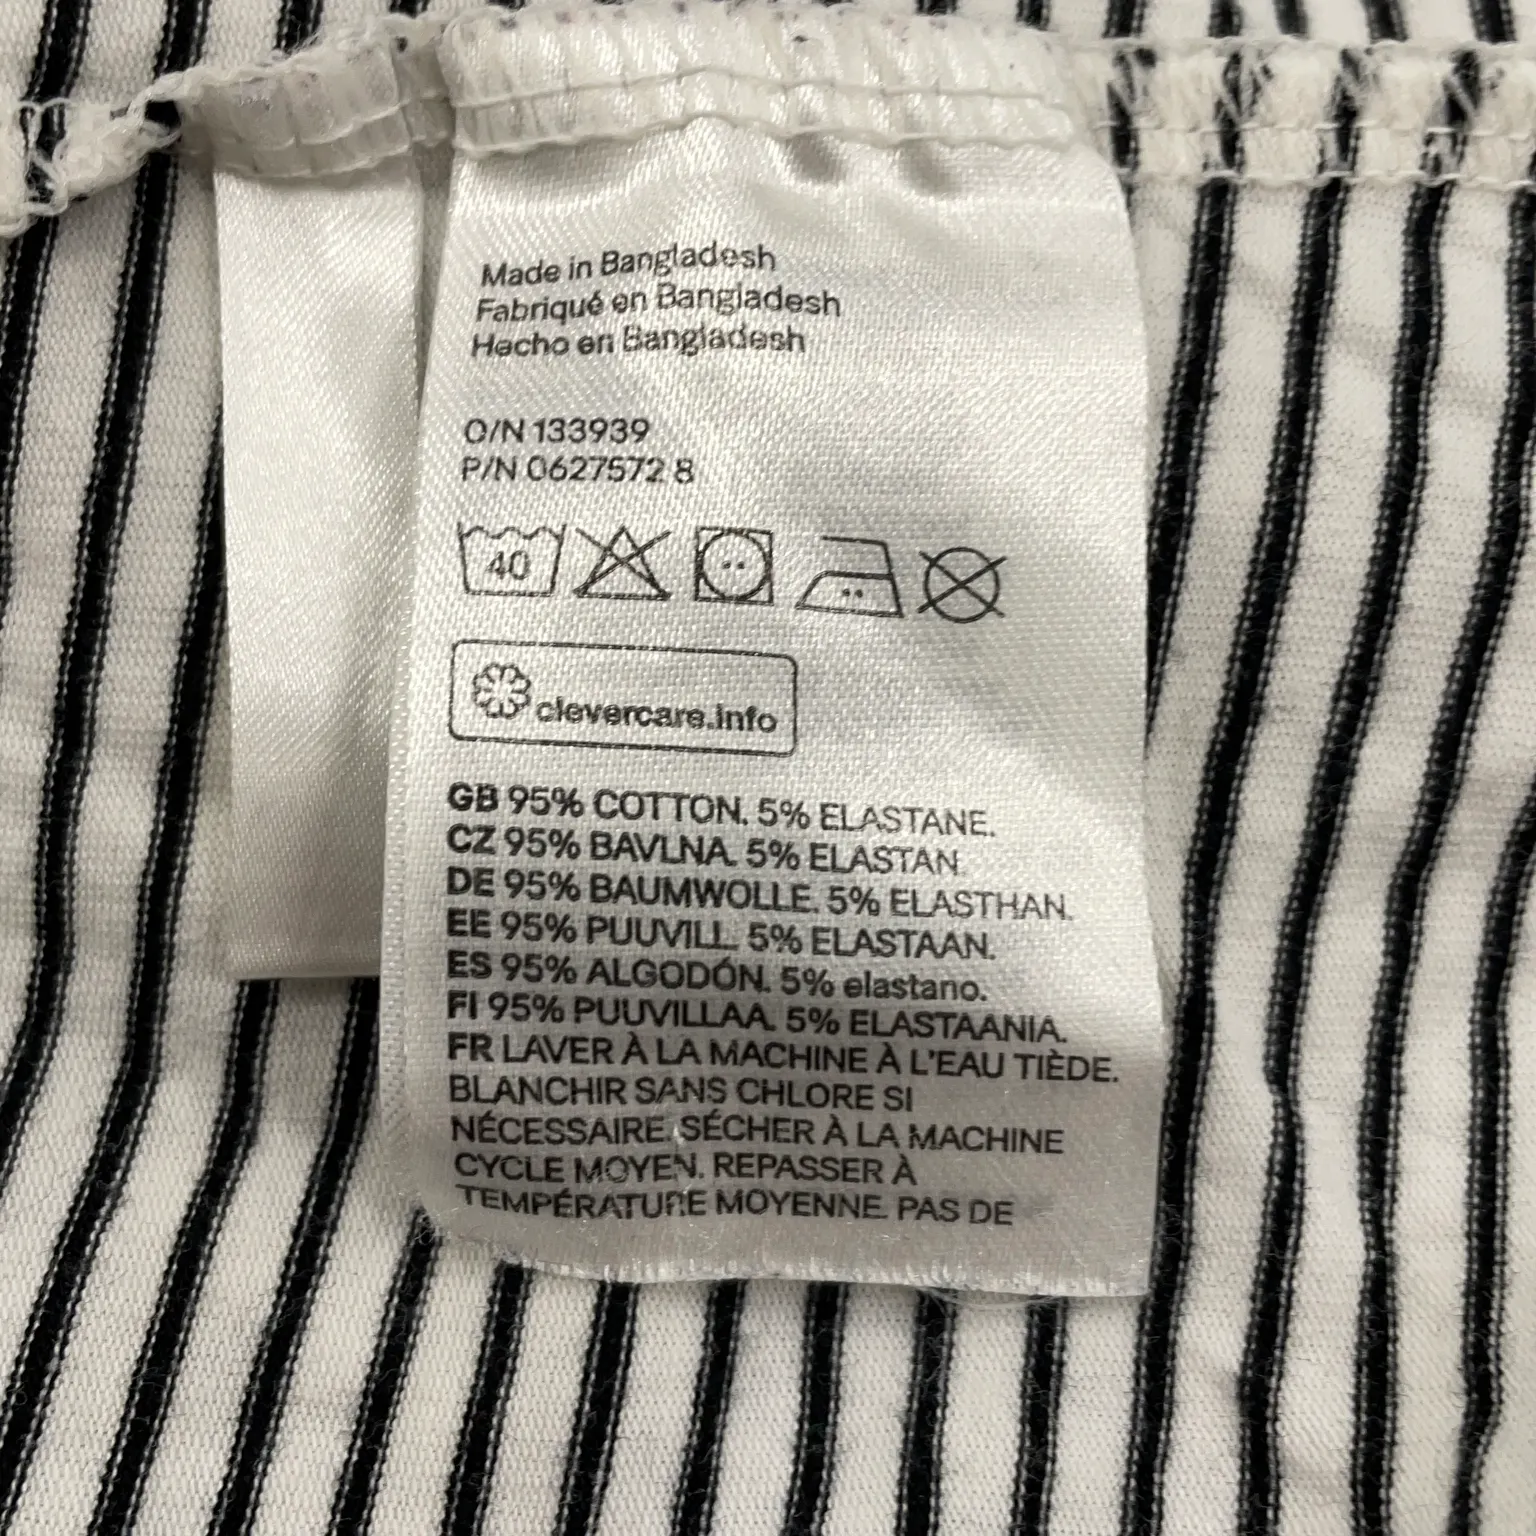 Made in Bangladesh
Fabriqué en Bangladesh
Hecho en Bangladesh
O/N 133939
P/N 0627572 8
40
clevercare.info
GB 95% COTTON. 5% ELASTANE.
CZ 95% BAVLNA. 5% ELASTAN
DE 95% BAUMWOLLE. 5% ELASTHAN.
EE 95% PUUVILL. 5% ELASTAAN.
ES 95% ALGODÓN. 5% elastano.
FI 95% PUUVILLAA. 5% ELASTAANIA.
FR LAVER À LA MACHINE À L'EAU TIÈDE.
BLANCHIR SANS CHLORE SI
NÉCESSAIRE. SÉCHER À LA MACHINE
CYCLE MOYEN. REPASSER À
TEMPÉRATURE MOYENNE. PAS DE